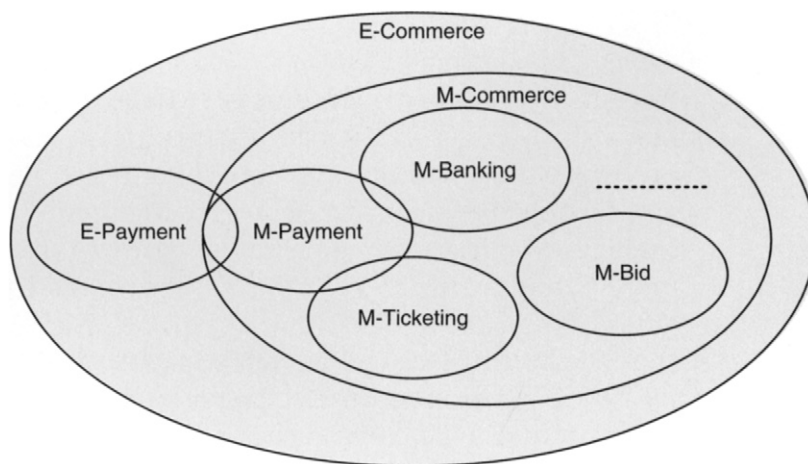 E-Commerce
M-Commerce
M-Banking
E-Payment
M-Payment
M-Bid
M-Ticketing